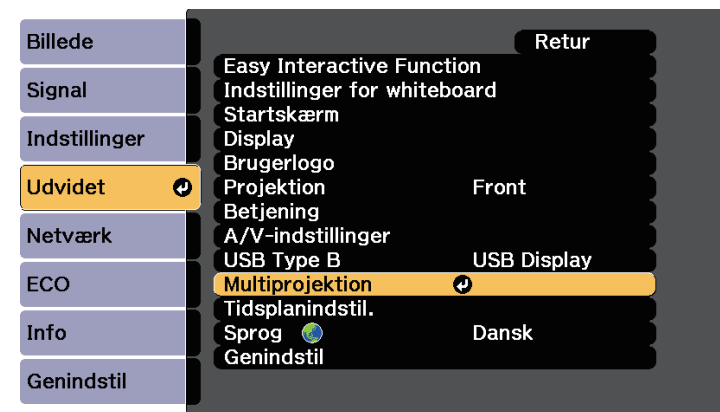 Billede
Signal
Indstillinger
Udvidet
Netværk
ECO
Info
Genindstil
Retur
Easy Interactive Function
Indstillinger for whiteboard
Startskærm
Display
Brugerlogo
Projektion Front
Betjening
A/V-indstillinger
USB Type B USB Display
Multiprojektion
Tidsplanindstil.
Sprog Dansk
Genindstil